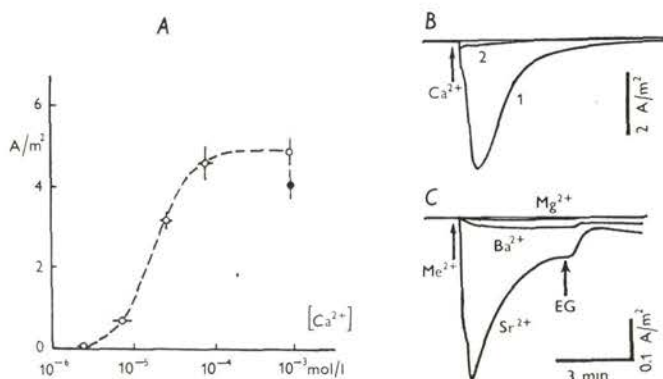 A
6
A/m²
4
2
0
[Ca²⁺]
10⁻⁶ 10⁻⁵ 10⁻⁴ 10⁻³ mol/l
B
2
Ca²⁺
1
2 A/m²
C
Mg²⁺
Ba²⁺
Me²⁺
EG
Sr²⁺
3 min
0.1 A/m²